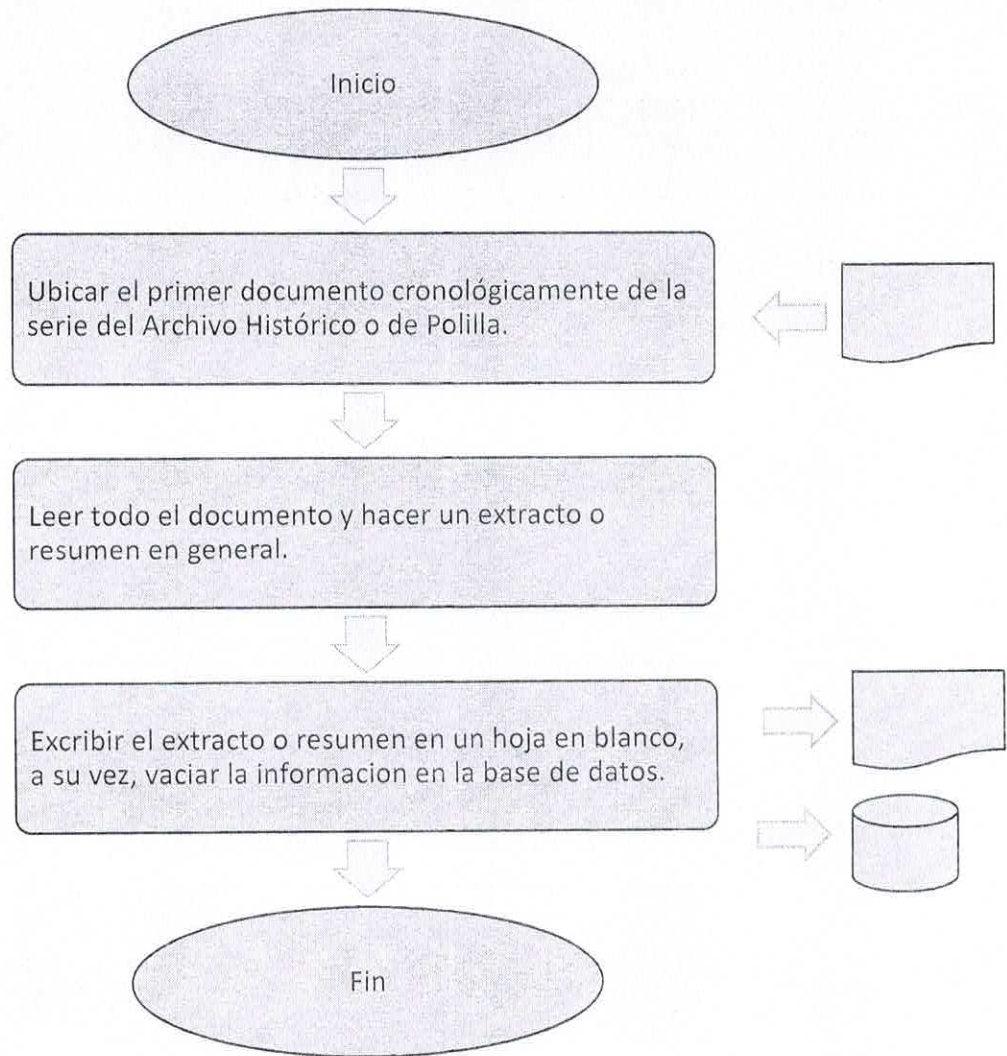 Inicio
Ubicar el primer documento cronológicamente de la
serie del Archivo Histórico o de Polilla.
Leer todo el documento y hacer un extracto o
resumen en general.
Excribir el extracto o resumen en un hoja en blanco,
a su vez, vaciar la informacion en la base de datos.
Fin